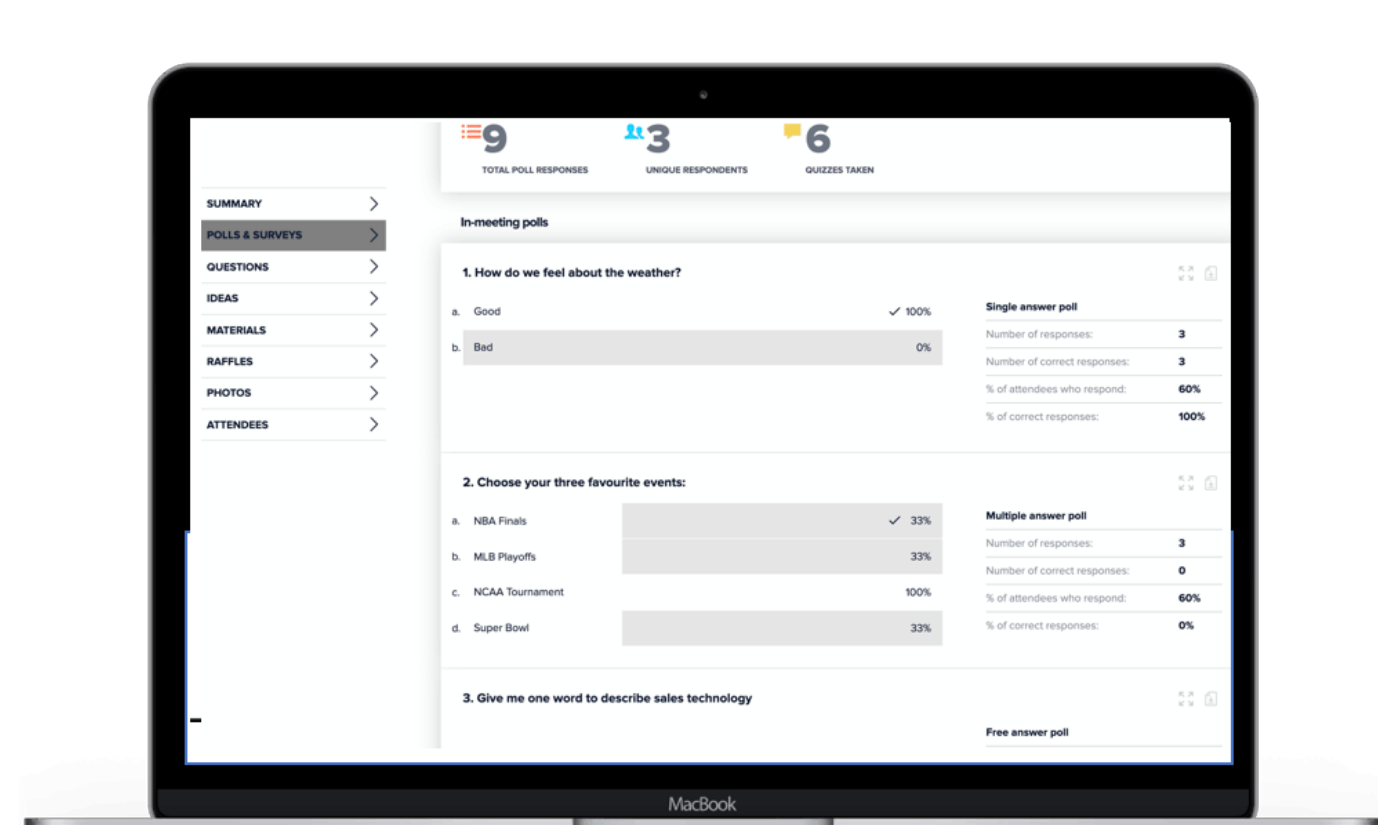 9
3
6
TOTAL POLL RESPONSES
UNIQUE RESPONDENTS
QUIZZES TAKEN
SUMMARY
POLLS & SURVEYS
QUESTIONS
IDEAS
MATERIALS
RAFFLES
PHOTOS
ATTENDEES
In-meeting polls
1. How do we feel about the weather?
a. Good ✓ 100%
b. Bad 0%
Single answer poll
Number of responses: 3
Number of correct responses: 3
% of attendees who respond: 60%
% of correct responses: 100%
2. Choose your three favourite events:
a. NBA Finals ✓ 33%
b. MLB Playoffs 33%
c. NCAA Tournament 100%
d. Super Bowl 33%
Multiple answer poll
Number of responses: 3
Number of correct responses: 0
% of attendees who respond: 60%
% of correct responses: 0%
3. Give me one word to describe sales technology
Free answer poll
MacBook